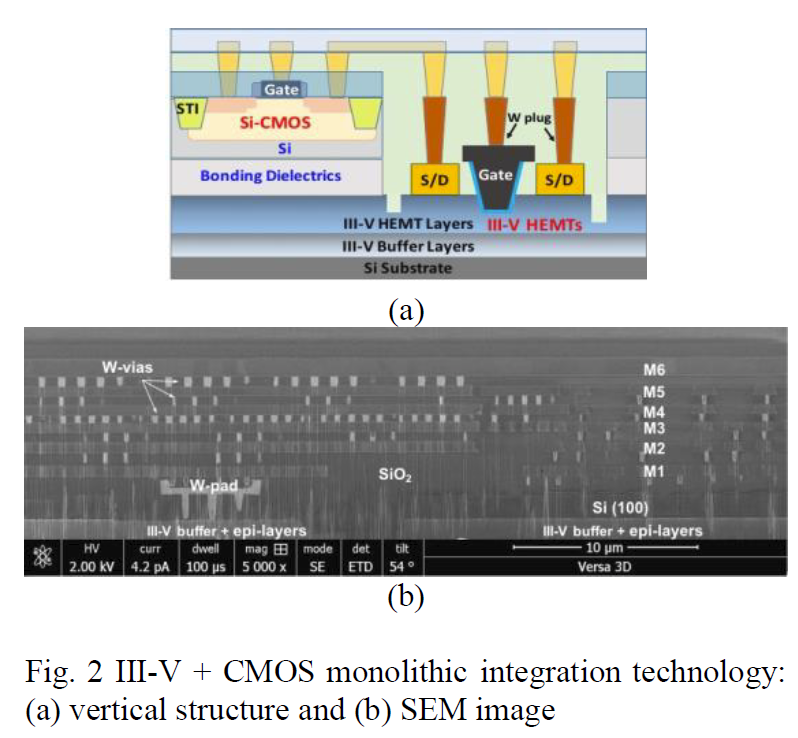 Gate
STI
Si-CMOS
Si
Bonding Dielectrics
W plug
S/D
Gate
S/D
III-V HEMT Layers
III-V HEMTs
III-V Buffer Layers
Si Substrate
(a)
W-vias
M6
M5
M4
M3
M2
M1
SiO₂
W-pad
Si (100)
III-V buffer + epi-layers
III-V buffer + epi-layers
HV curr dwell mag mode det tilt
2.00 kV 4.2 pA 100 µs 5 000 x SE ETD 54 °
10 µm
Versa 3D
(b)
Fig. 2 III-V + CMOS monolithic integration technology:
(a) vertical structure and (b) SEM image